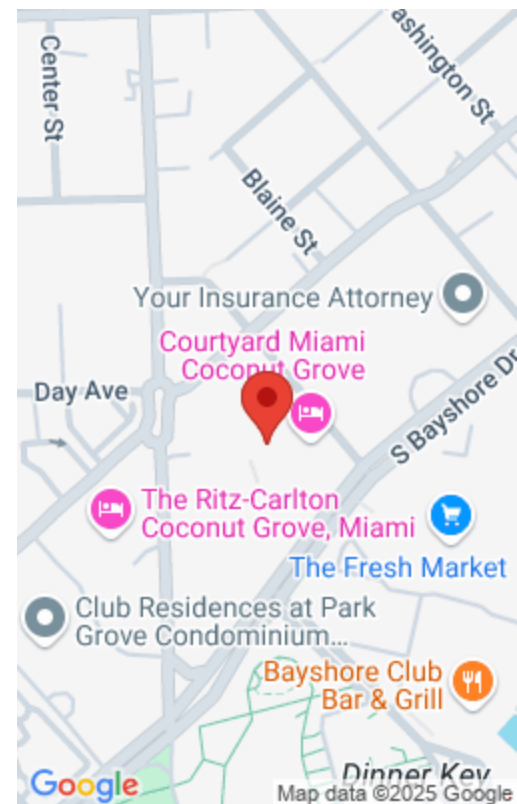 ashington St
Center St
Blaine St
Your Insurance Attorney
Courtyard Miami
Coconut Grove
Day Ave
S Bayshore Dr
The Ritz-Carlton
Coconut Grove, Miami
The Fresh Market
Club Residences at Park
Grove Condominium...
Bayshore Club
Bar & Grill
Dinner Key
Google
Map data ©2025 Google